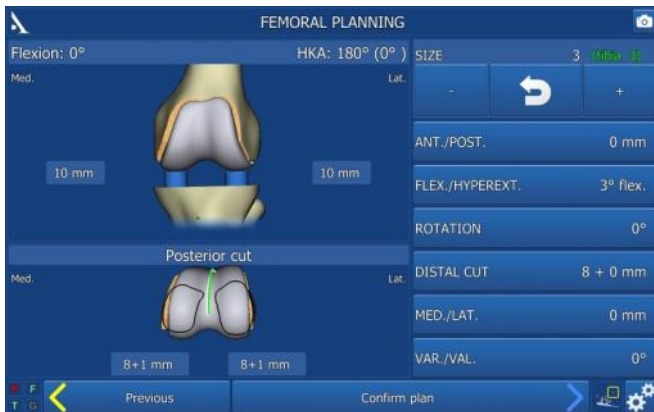 FEMORAL PLANNING
Flexion: 0° HKA: 180° (0° )
Med. Lat.
10 mm 10 mm
Posterior cut
Med. Lat.
8+1 mm 8+1 mm
SIZE 3
- +
ANT./POST. 0 mm
FLEX./HYPEREXT. 3° flex.
ROTATION 0°
DISTAL CUT 8 + 0 mm
MED./LAT. 0 mm
VAR./VAL. 0°
F
T G
Previous Confirm plan